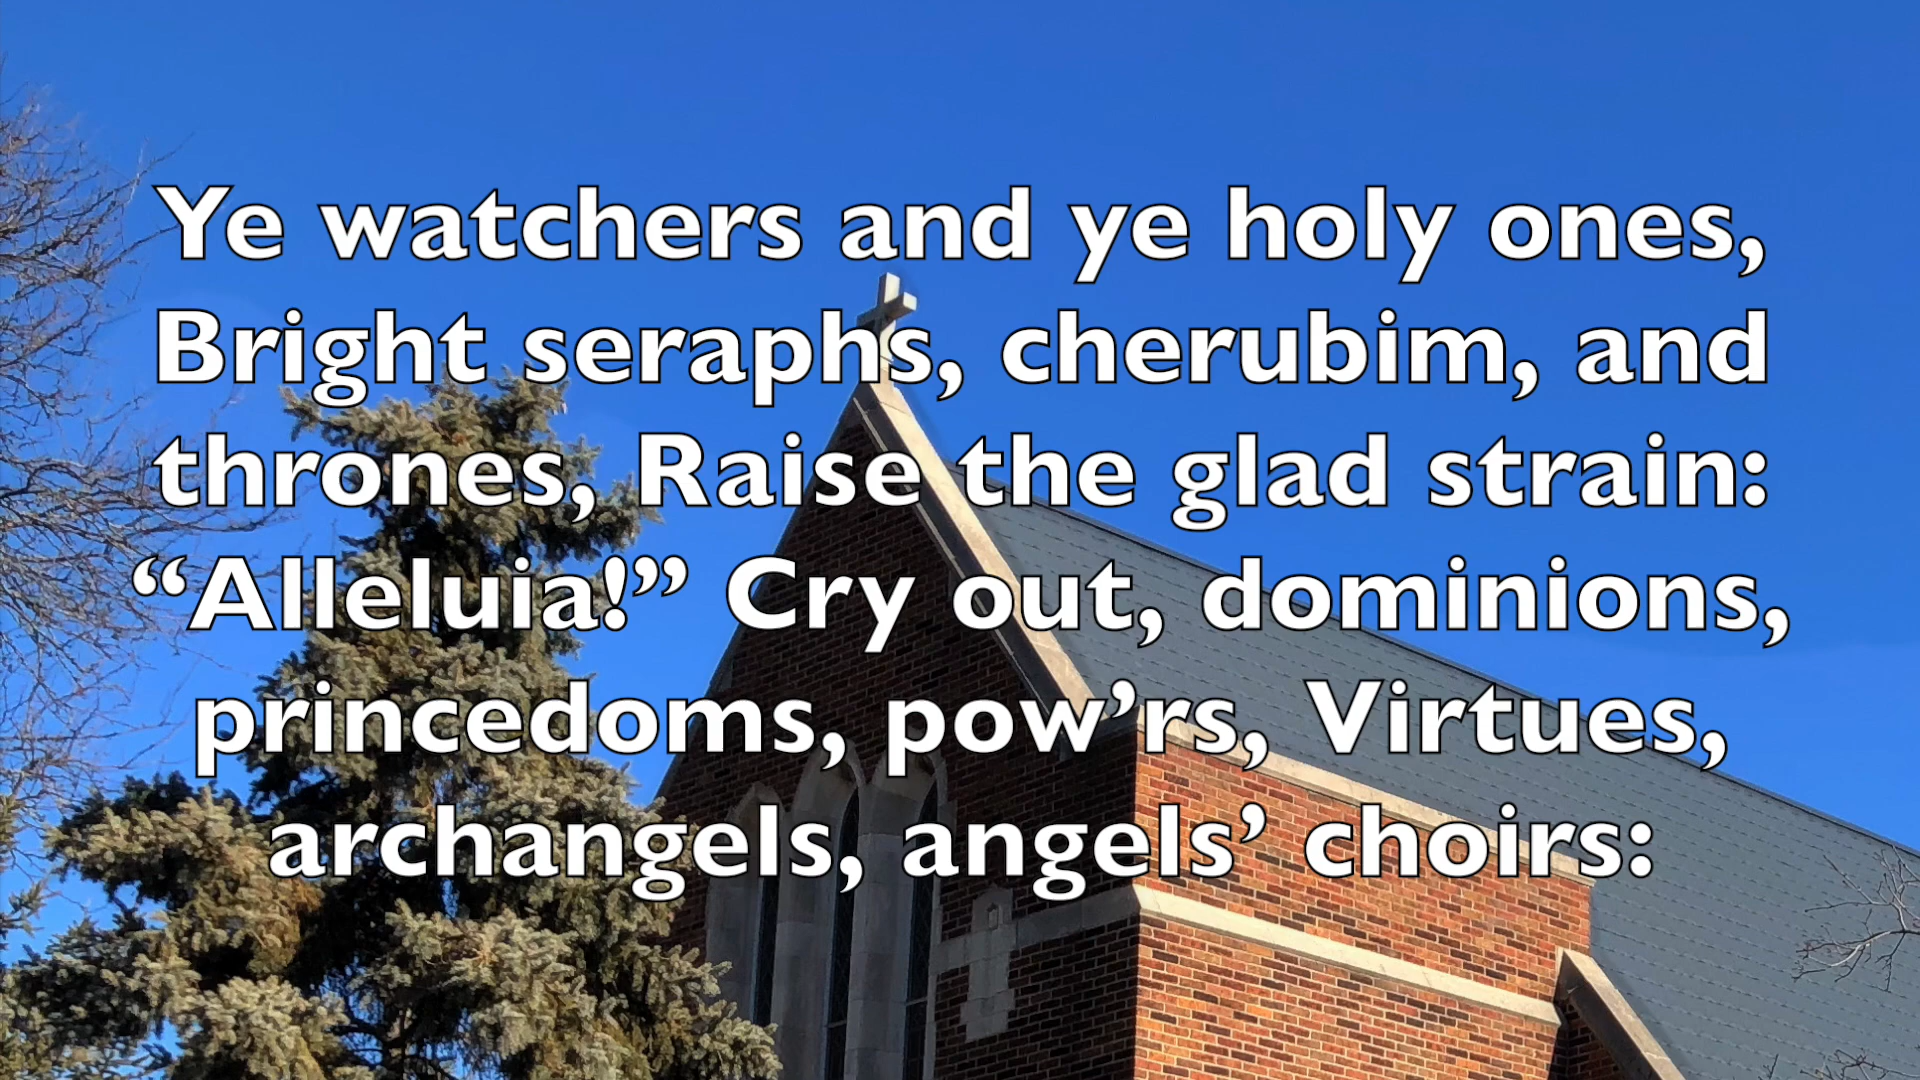 Ye watchers and ye holy ones,
Bright seraphs, cherubim, and
thrones, Raise the glad strain:
“Alleluia!” Cry out, dominions,
princedoms, pow’rs, Virtues,
archangels, angels’ choirs: